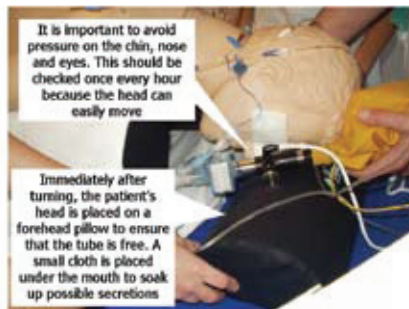 It is important to avoid
pressure on the chin, nose
and eyes. This should be
checked once every hour
because the head can
easily move
Immediately after
turning, the patient's
head is placed on a
forehead pillow to ensure
that the tube is free. A
small cloth is placed
under the mouth to soak
up possible secretions